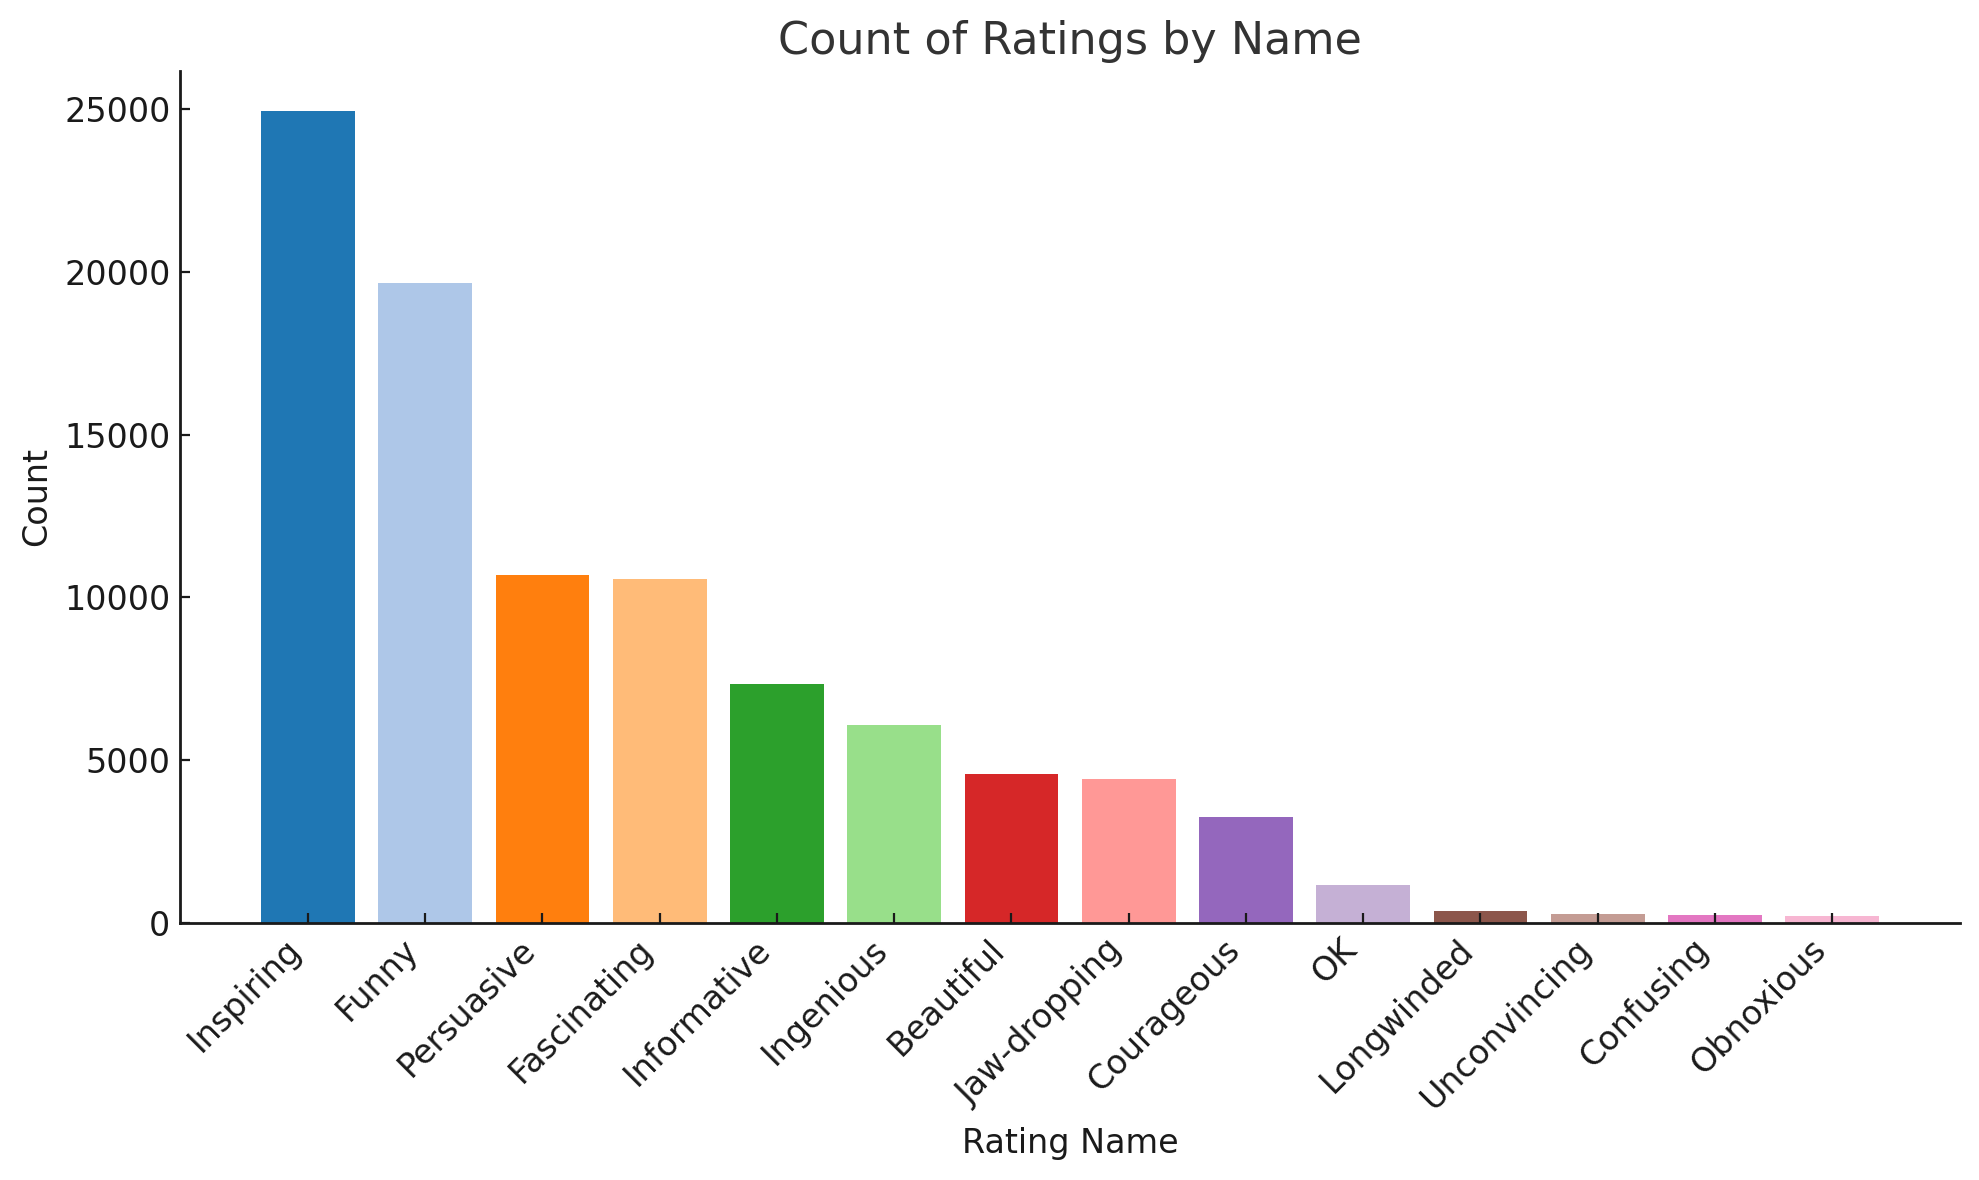 Count of Ratings by Name
25000
20000
15000
10000
5000
0
Count
Inspiring
Funny
Persuasive
Fascinating
Informative
Ingenious
Beautiful
Jaw-dropping
Courageous
OK
Longwinded
Unconvincing
Confusing
Obnoxious
Rating Name